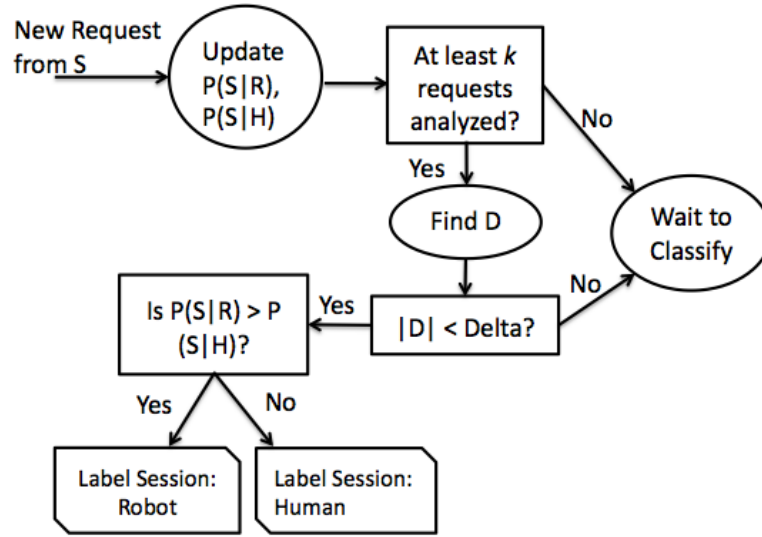 New Request
from S
Update
P(S|R),
P(S|H)
At least k
requests
analyzed?
No
Yes
Find D
Wait to
Classify
No
|D| < Delta?
Yes
Is P(S|R) > P
(S|H)?
Yes
No
Label Session:
Robot
Label Session:
Human